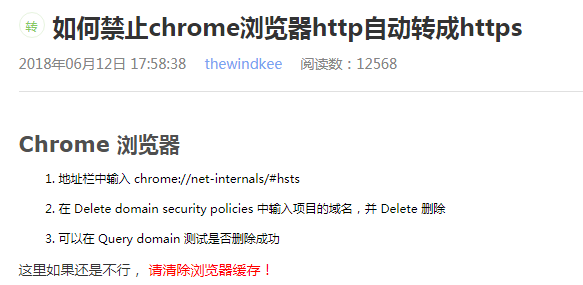 转 如何禁止chrome浏览器http自动转成https
2018年06月12日 17:58:38 thewindkee 阅读数：12568
Chrome 浏览器
1. 地址栏中输入 chrome://net-internals/#hsts
2. 在 Delete domain security policies 中输入项目的域名，并 Delete 删除
3. 可以在 Query domain 测试是否删除成功
这里如果还是不行， 请清除浏览器缓存！